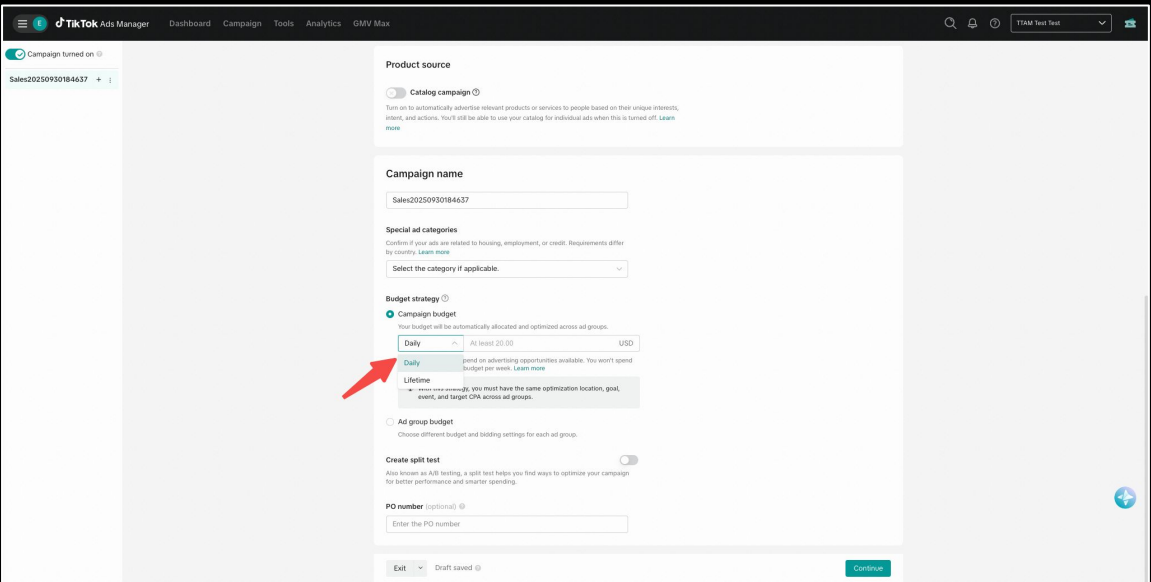 E TikTok Ads Manager Dashboard Campaign Tools Analytics GMV Max TTAM Test Test
Campaign turned on
Sales20250930184637
Product source
Catalog campaign
Turn on to automatically advertise relevant products or services to people based on their unique interests,
intent, and actions. You'll still be able to use your catalog for individual ads when this is turned off. Learn
more
Campaign name
Sales20250930184637
Special ad categories
Confirm if your ads are related to housing, employment, or credit. Requirements differ
by country. Learn more
Select the category if applicable.
Budget strategy
Campaign budget
Your budget will be automatically allocated and optimized across ad groups.
Daily At least 20.00 USD
Daily
pend on advertising opportunities available. You won't spend
budget per week. Learn more
Lifetime
With this strategy, you must have the same optimization location, goal,
event, and target CPA across ad groups.
Ad group budget
Choose different budget and bidding settings for each ad group.
Create split test
Also known as A/B testing, a split test helps you find ways to optimize your campaign
for better performance and smarter spending.
PO number (optional)
Enter the PO number
Exit Draft saved Continue